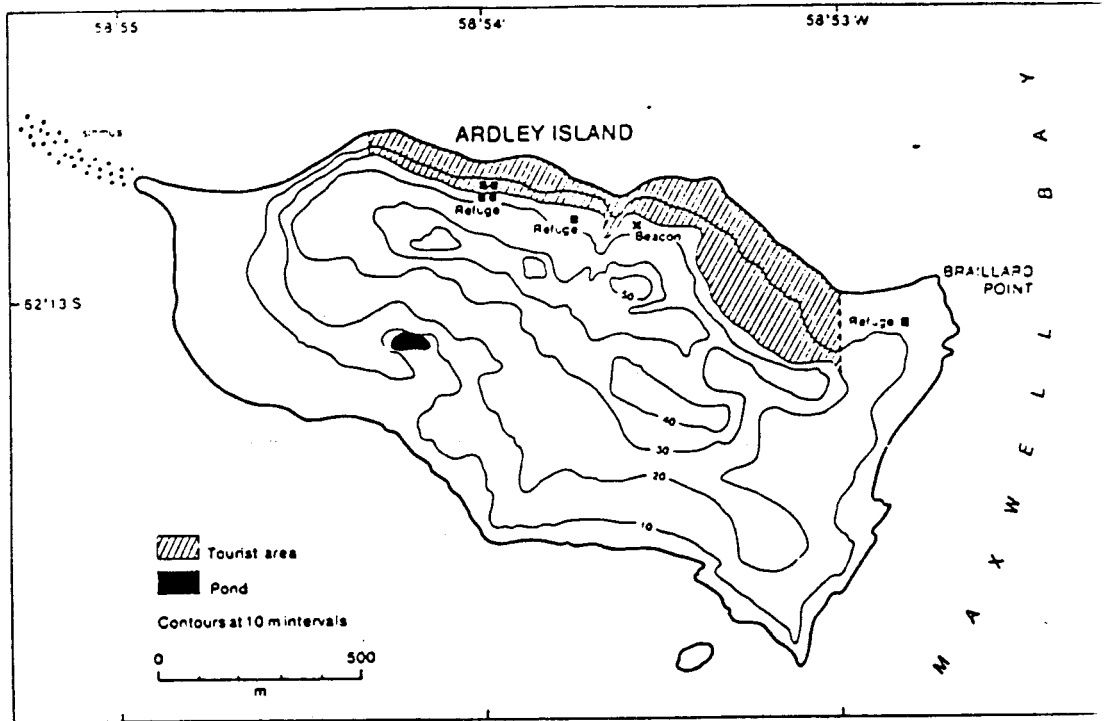 58°55
58°54'
58°53 W
isthmus
ARDLEY ISLAND
Refuge
Refuge
Beacon
BRAILLARD
POINT
62°13 S
50
Refuge
40
30
20
10
MAXWELL BAY
Tourist area
Pond
Contours at 10 m intervals
0 500
m